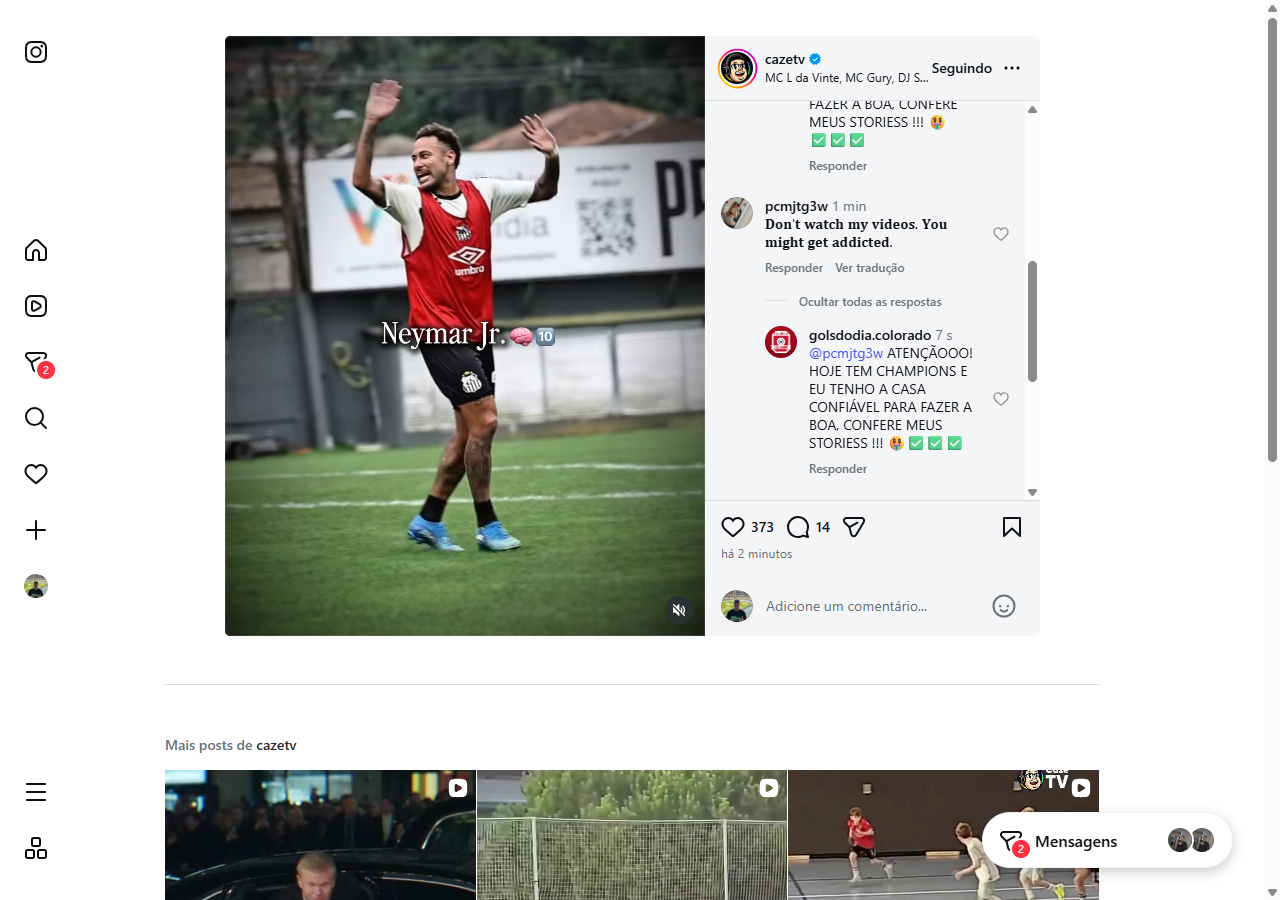 cazetv
MC L da Vinte, MC Gury, DJ S...
Seguindo
FAZER A BOA, CONFERE
MEUS STORIESS !!! 🤑
✅ ✅ ✅
Responder
pcmjtg3w 1 min
Don't watch my videos. You
might get addicted.
Responder Ver tradução
Ocultar todas as respostas
golsdodia.colorado 7 s
@pcmjtg3w ATENÇÃOOO!
HOJE TEM CHAMPIONS E
EU TENHO A CASA
CONFIÁVEL PARA FAZER A
BOA, CONFERE MEUS
STORIESS !!! 🤑 ✅ ✅ ✅
Responder
373 14
há 2 minutos
Adicione um comentário...
umbro
Neymar Jr.🧠🔟
2
Mais posts de cazetv
TV
2
Mensagens